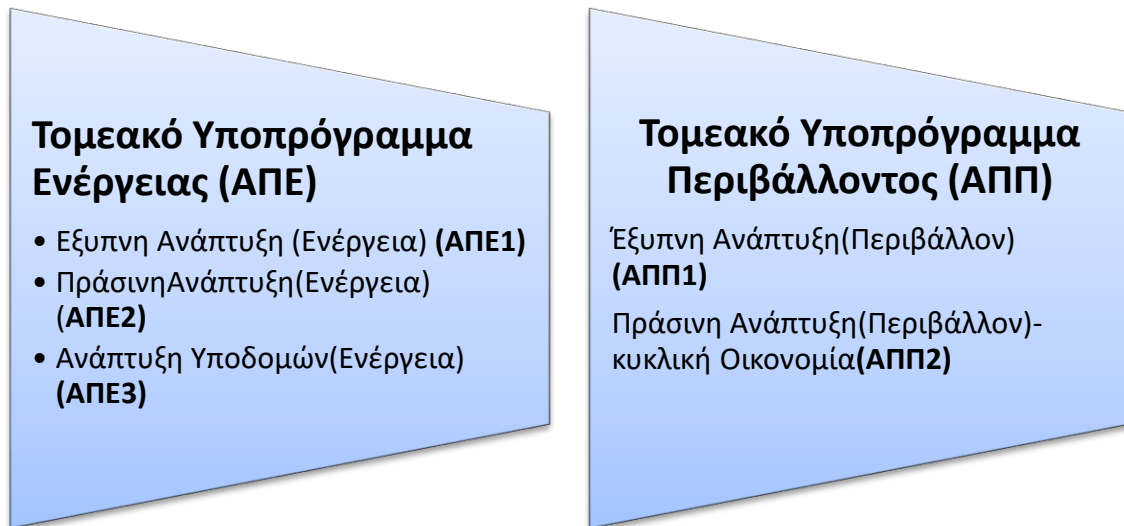 Τομεακό Υποπρόγραμμα
Ενέργειας (ΑΠΕ)
• Εξυπνη Ανάπτυξη (Ενέργεια) (ΑΠΕ1)
• ΠράσινηΑνάπτυξη(Ενέργεια)
(ΑΠΕ2)
• Ανάπτυξη Υποδομών(Ενέργεια)
(ΑΠΕ3)
Τομεακό Υποπρόγραμμα
Περιβάλλοντος (ΑΠΠ)
Έξυπνη Ανάπτυξη(Περιβάλλον)
(ΑΠΠ1)
Πράσινη Ανάπτυξη(Περιβάλλον)-
κυκλική Οικονομία(ΑΠΠ2)